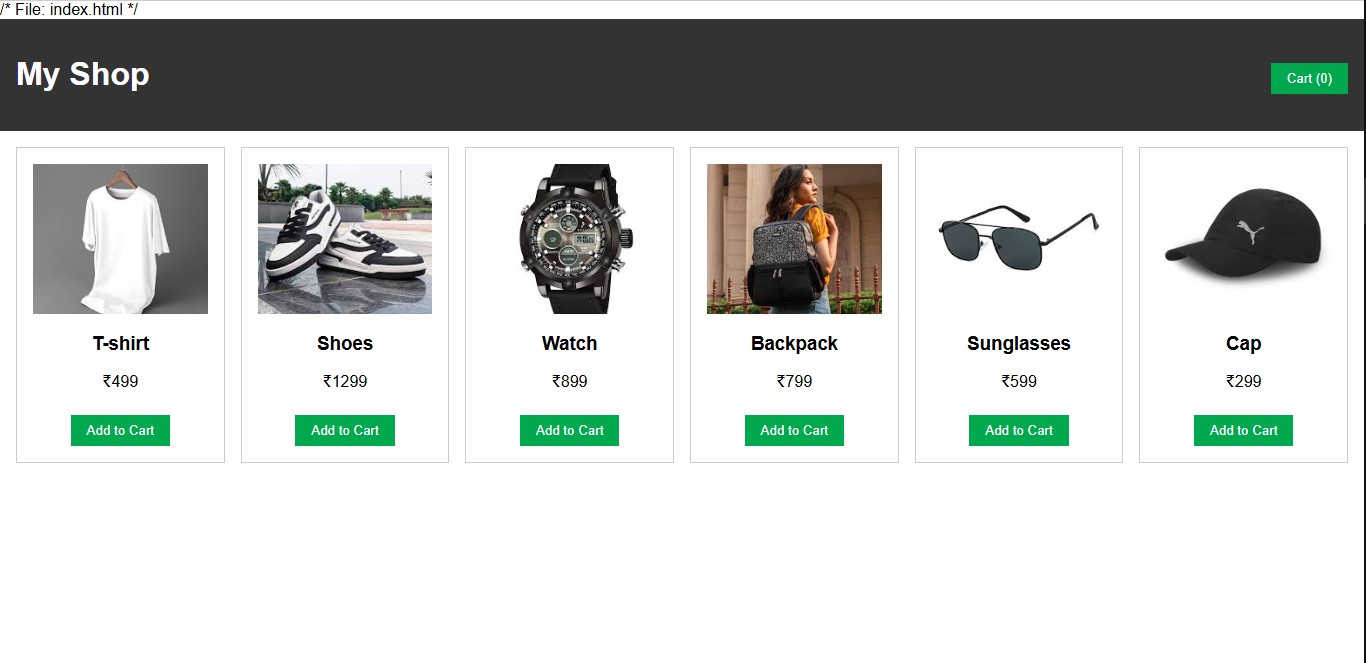 /* File: index.html */
My Shop
Cart (0)
T-shirt
₹499
Add to Cart
Shoes
₹1299
Add to Cart
Watch
₹899
Add to Cart
Backpack
₹799
Add to Cart
Sunglasses
₹599
Add to Cart
Cap
₹299
Add to Cart